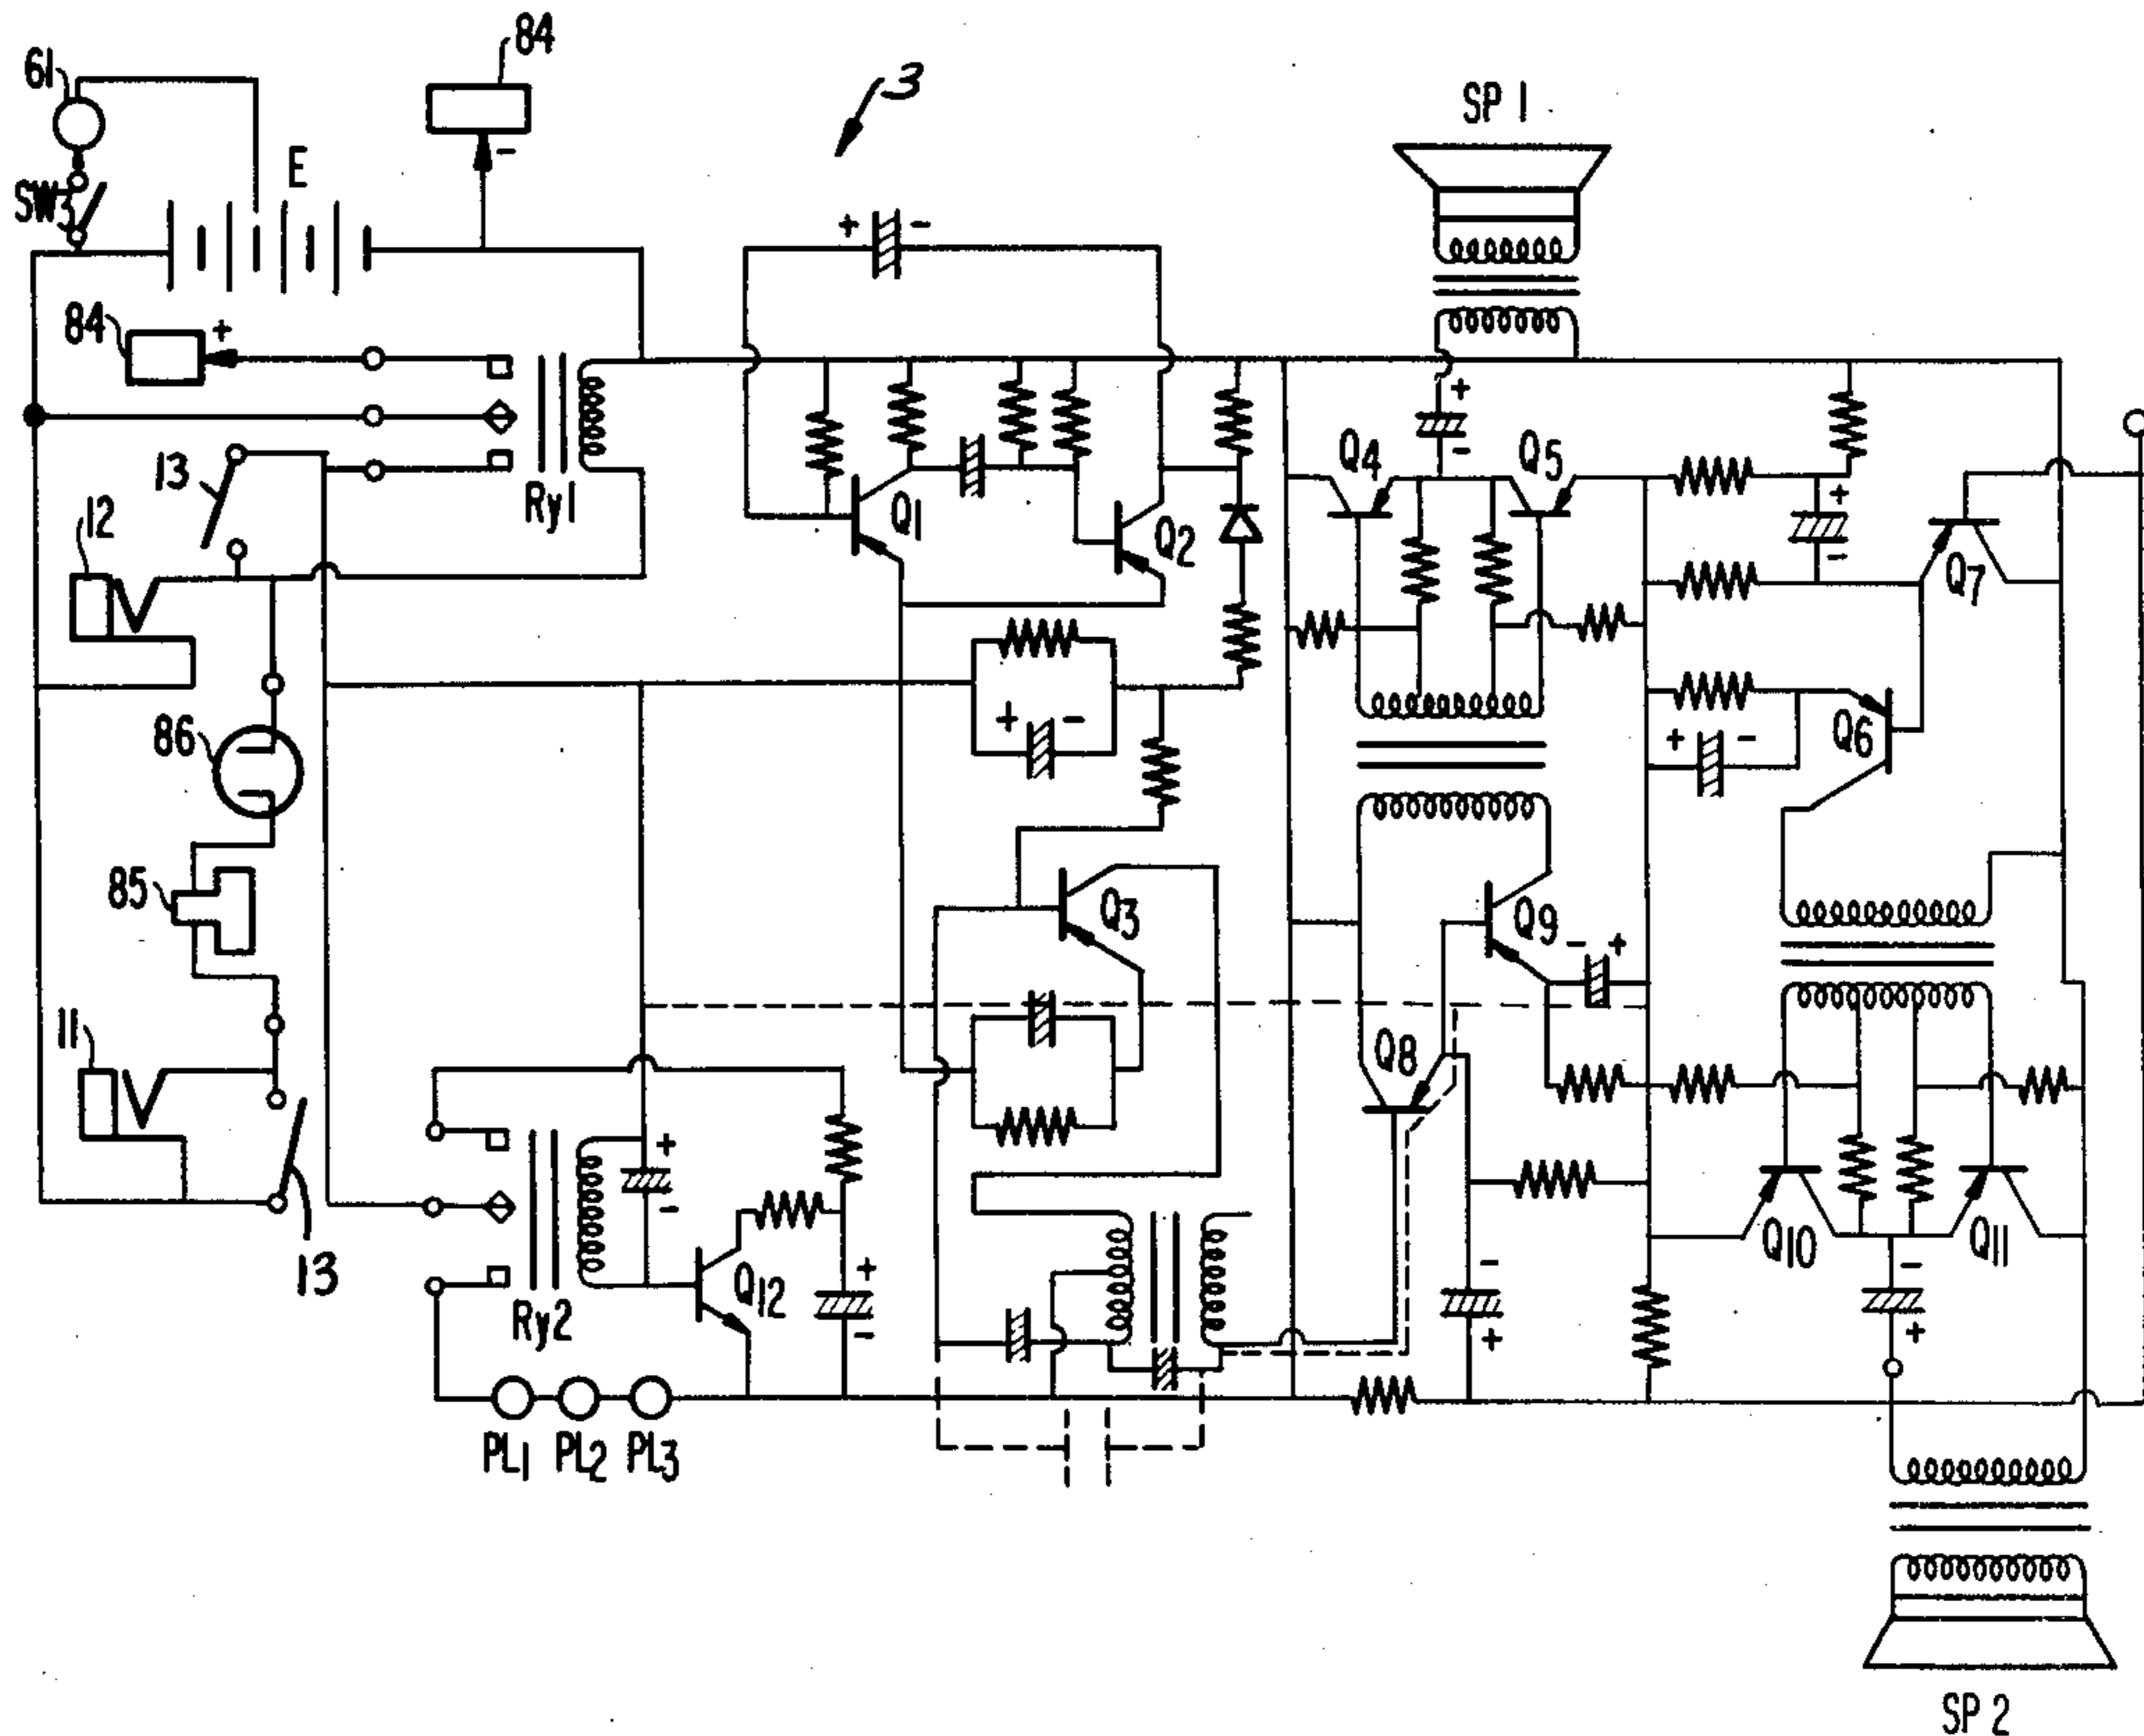 84
61
3
SP 1
E
SW3
+ -
-
84
+
+
-
Q4
Q5
13
Ry1
12
Q1
Q2
+
-
Q7
86
+ -
Q6
+ -
85
Q3
Q9
- +
11
Q8
+
-
Q10
Q11
13
Ry2
Q12
+
-
-
+
-
+
PL1 PL2 PL3
SP 2